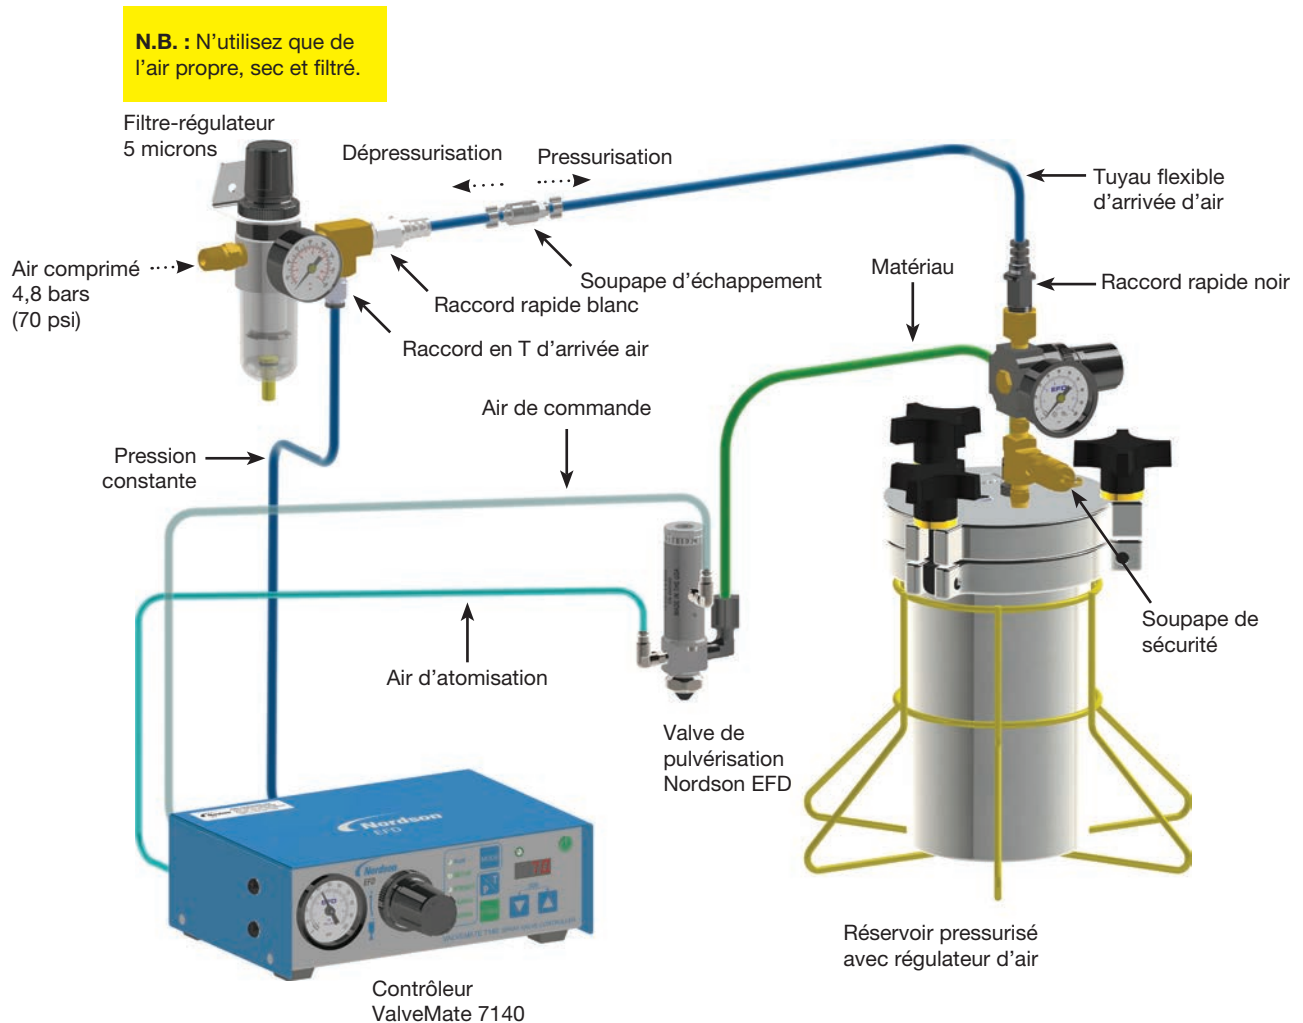 N.B. : N’utilisez que de
l’air propre, sec et filtré.
Filtre-régulateur
5 microns
Dépressurisation
Pressurisation
Tuyau flexible
d’arrivée d’air
Air comprimé
4,8 bars
(70 psi)
Soupape d’échappement
Matériau
Raccord rapide noir
Raccord rapide blanc
Raccord en T d’arrivée air
Air de commande
Pression
constante
Soupape de
sécurité
Air d’atomisation
Valve de
pulvérisation
Nordson EFD
Nordson
EFD
Nordson
EFD
70
Réservoir pressurisé
avec régulateur d’air
Contrôleur
ValveMate 7140